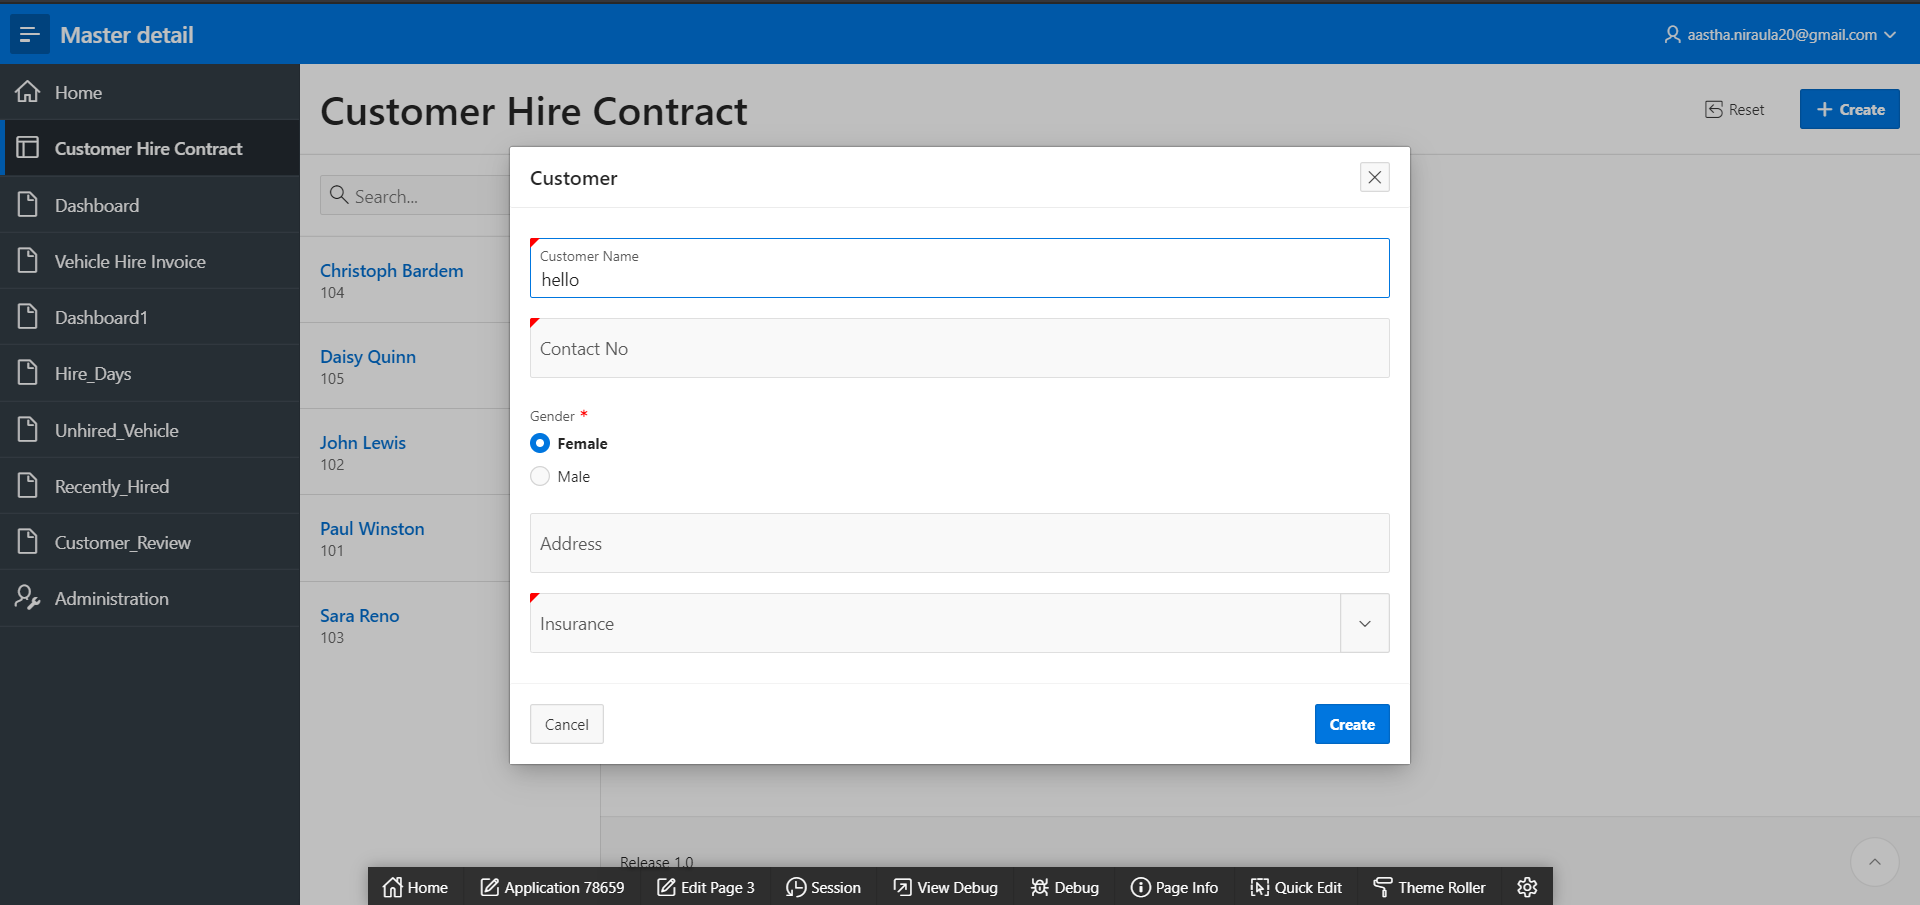 Master detail
aastha.niraula20@gmail.com
Home
Customer Hire Contract
Dashboard
Vehicle Hire Invoice
Dashboard1
Hire_Days
Unhired_Vehicle
Recently_Hired
Customer_Review
Administration
Customer Hire Contract
Reset
Create
Search...
Christoph Bardem
104
Daisy Quinn
105
John Lewis
102
Paul Winston
101
Sara Reno
103
Customer
Customer Name
hello
Contact No
Gender *
Female
Male
Address
Insurance
Cancel
Create
Release 1.0
Home Application 78659 Edit Page 3 Session View Debug Debug Page Info Quick Edit Theme Roller